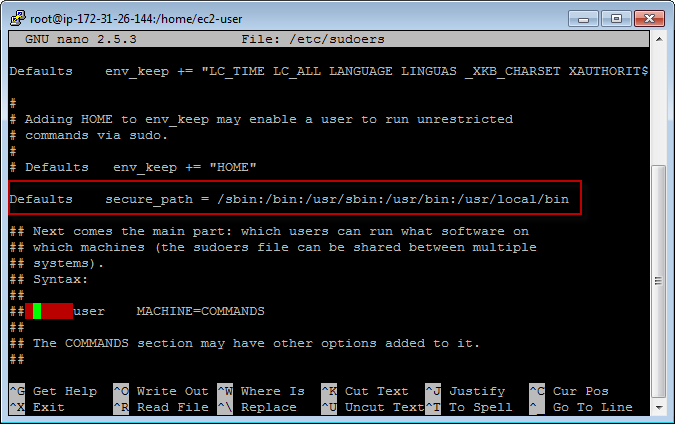 root@ip-172-31-26-144:/home/ec2-user
GNU nano 2.5.3 File: /etc/sudoers
Defaults env_keep += "LC_TIME LC_ALL LANGUAGE LINGUAS _XKB_CHARSET XAUTHORIT$
#
# Adding HOME to env_keep may enable a user to run unrestricted
# commands via sudo.
#
# Defaults env_keep += "HOME"
Defaults secure_path = /sbin:/bin:/usr/sbin:/usr/bin:/usr/local/bin
## Next comes the main part: which users can run what software on
## which machines (the sudoers file can be shared between multiple
## systems).
## Syntax:
##
## user MACHINE=COMMANDS
##
## The COMMANDS section may have other options added to it.
##
^G Get Help ^O Write Out ^W Where Is ^K Cut Text ^J Justify ^C Cur Pos
^X Exit ^R Read File ^\ Replace ^U Uncut Text ^T To Spell ^_ Go To Line